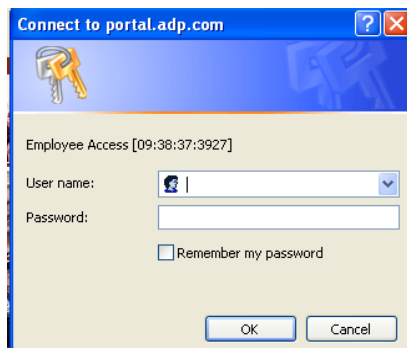 Connect to portal.adp.com
Employee Access [09:38:37:3927]
User name:
Password:
Remember my password
OK Cancel